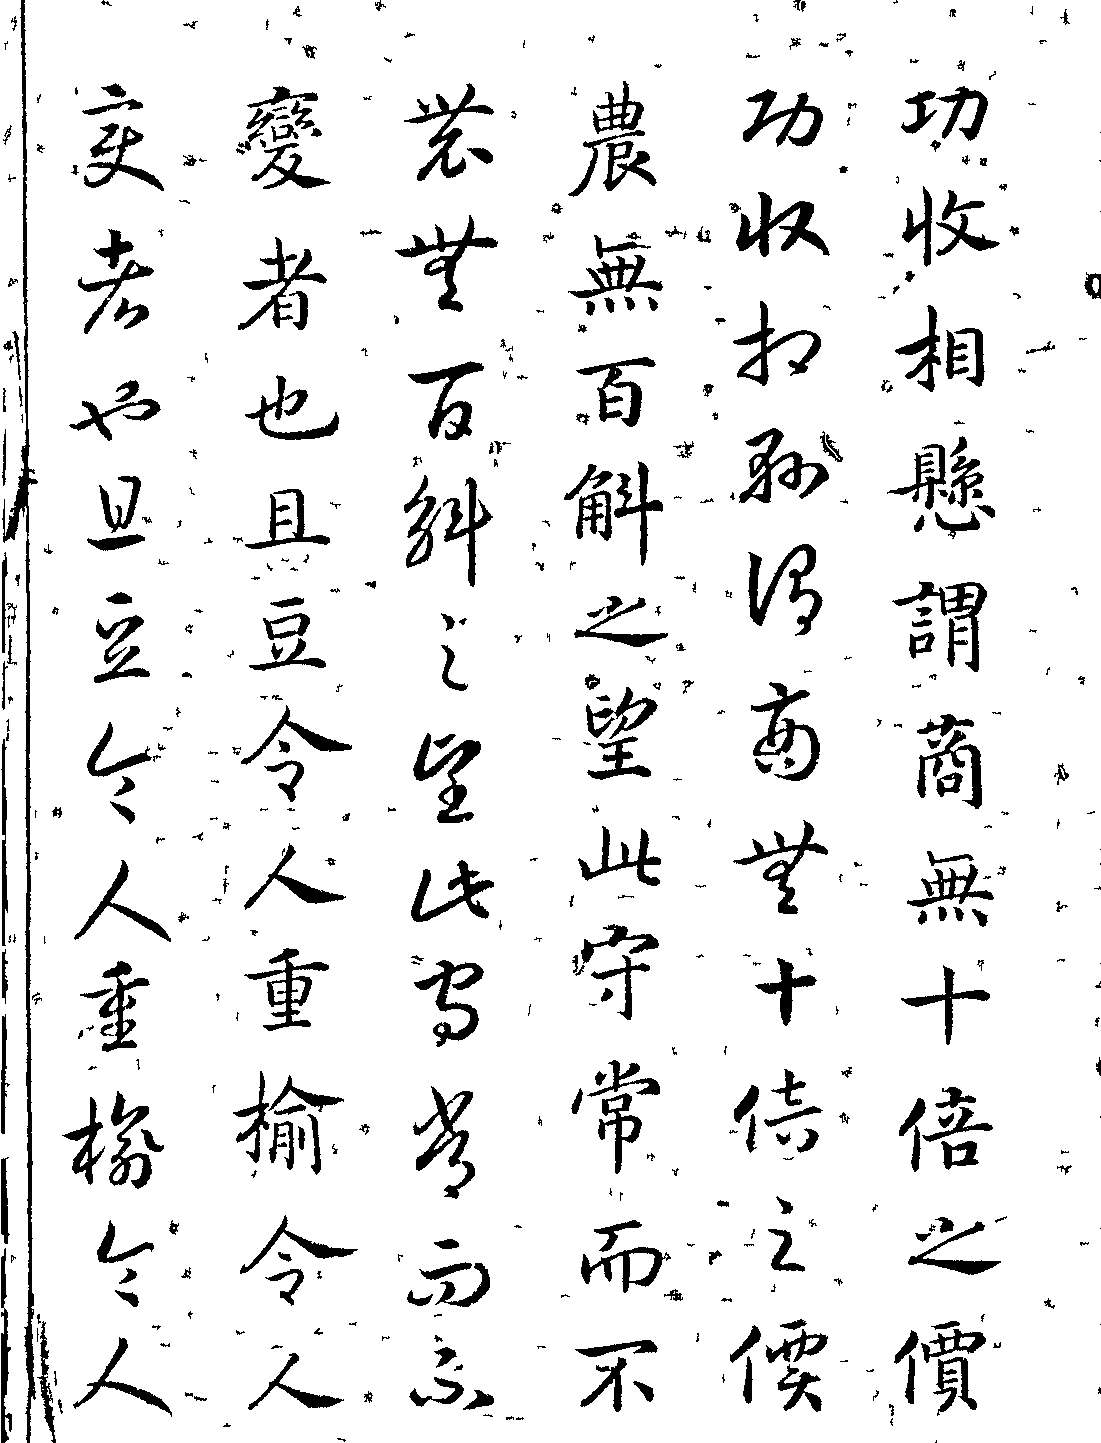 功收相懸謂商無十倍之價
功收相懸謂商無十倍之價
農無百斛之望此守常而不
農無百斛之望此守常而不
變者也且豆令人重榆令人
變者也且豆令人重榆令人